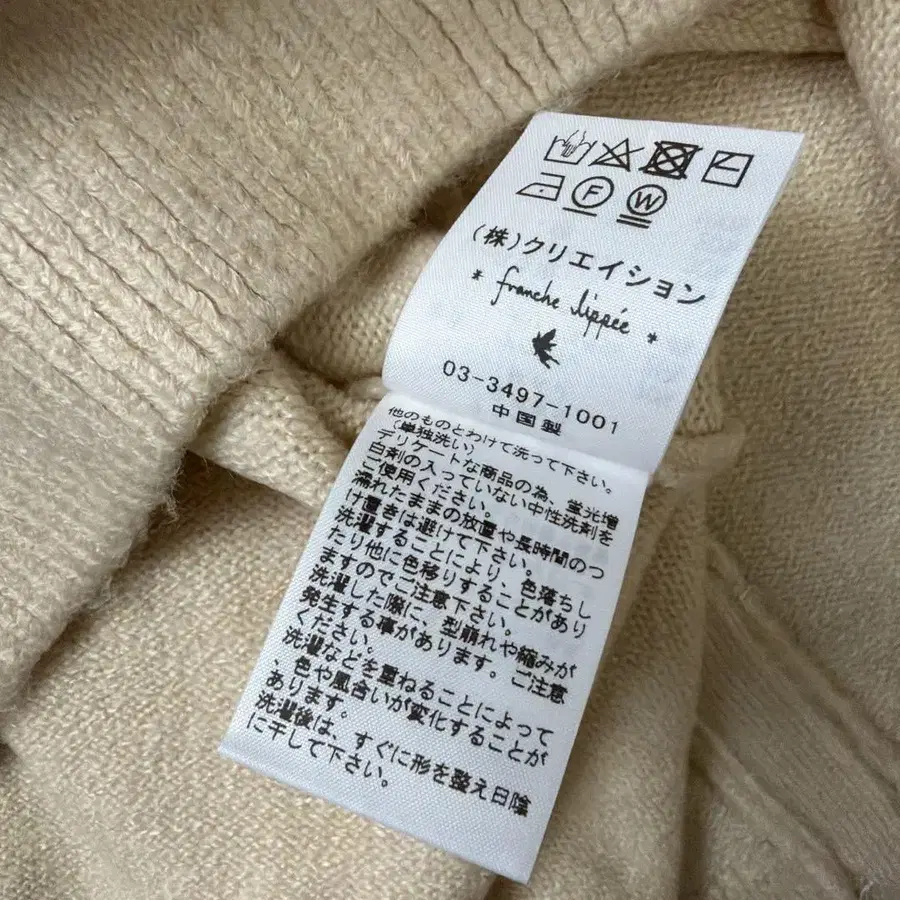 F W
(株)クリエイション
* franche lippée *
03-3497-1001
中国製
他のものとわけて洗って下さい。
(単独洗い)
デリケートな商品の為、蛍光増
白剤の入っていない中性洗剤を
ご使用ください。
濡れたままの放置や長時間のつ
け置きは避けて下さい。
洗濯することにより、色落ちし
たり他に色移りすることがあり
ますのでご注意下さい。
洗濯した際に、型崩れや縮みが
発生する事があります。ご注意
ください。
洗濯などを重ねることによって
、色や風合いが変化することが
あります。
洗濯後は、すぐに形を整え日陰
に干して下さい。